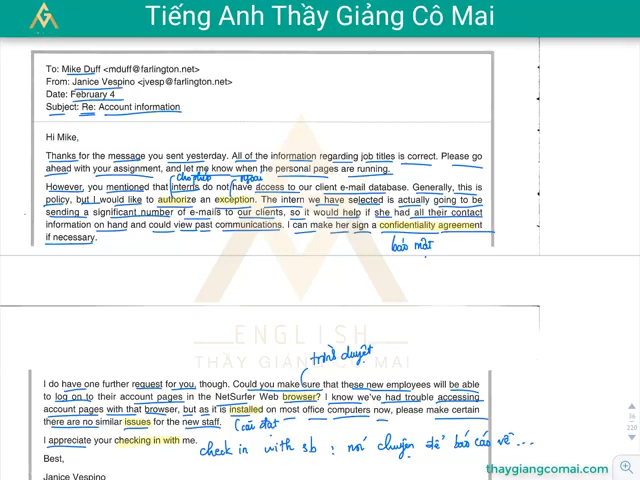 Tiếng Anh Thầy Giảng Cô Mai
To: Mike Duff <mduff@farlington.net>
From: Janice Vespino <jvesp@farlington.net>
Date: February 4
Subject: Re: Account information
Hi Mike,
Thanks for the message you sent yesterday. All of the information regarding job titles is correct. Please go
ahead with your assignment, and let me know when the personal pages are running.
cho phép
ngoại
However, you mentioned that interns do not have access to our client e-mail database. Generally, this is
policy, but I would like to authorize an exception. The intern we have selected is actually going to be
sending a significant number of e-mails to our clients, so it would help if she had all their contact
information on hand and could view past communications. I can make her sign a confidentiality agreement
if necessary.
bảo mật
ENGLISH
THẦY GIẢNG CÔ MAI
trình duyệt
I do have one further request for you, though. Could you make sure that these new employees will be able
to log on to their account pages in the NetSurfer Web browser? I know we've had trouble accessing
account pages with that browser, but as it is installed on most office computers now, please make certain
there are no similar issues for the new staff.
cài đặt
I appreciate your checking in with me.
check in with sb : nói chuyện để báo cáo về ...
Best,
Janice Vespino
16
220
thaygiangcomai.com